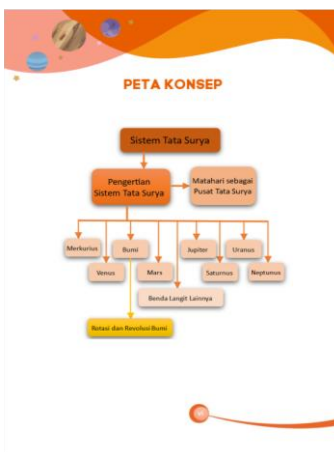 PETA KONSEP
Sistem Tata Surya
Pengertian
Sistem Tata Surya
Matahari sebagai
Pusat Tata Surya
Merkurius
Bumi
Jupiter
Uranus
Venus
Mars
Saturnus
Neptunus
Benda Langit Lainnya
Rotasi dan Revolusi Bumi